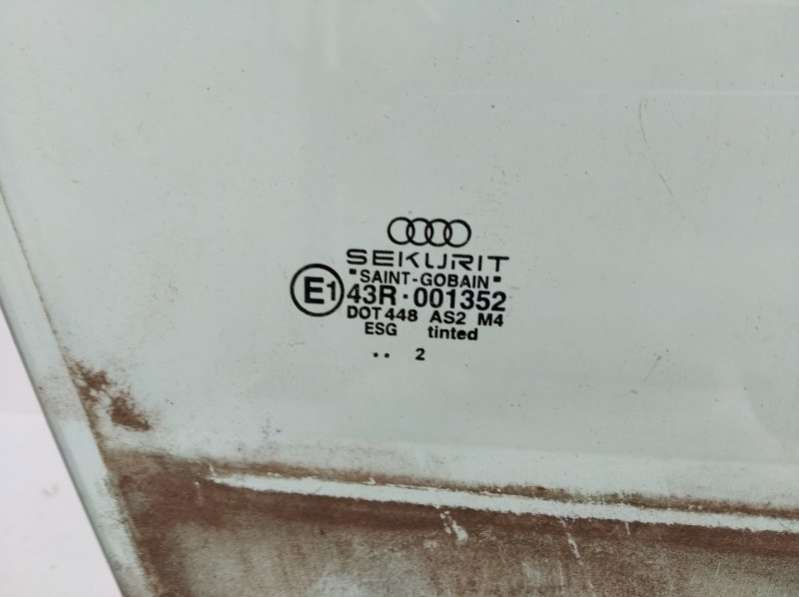 SEKURIT
"SAINT-GOBAIN"
E1 43R·001352
DOT 448 AS2 M4
ESG tinted
.. 2